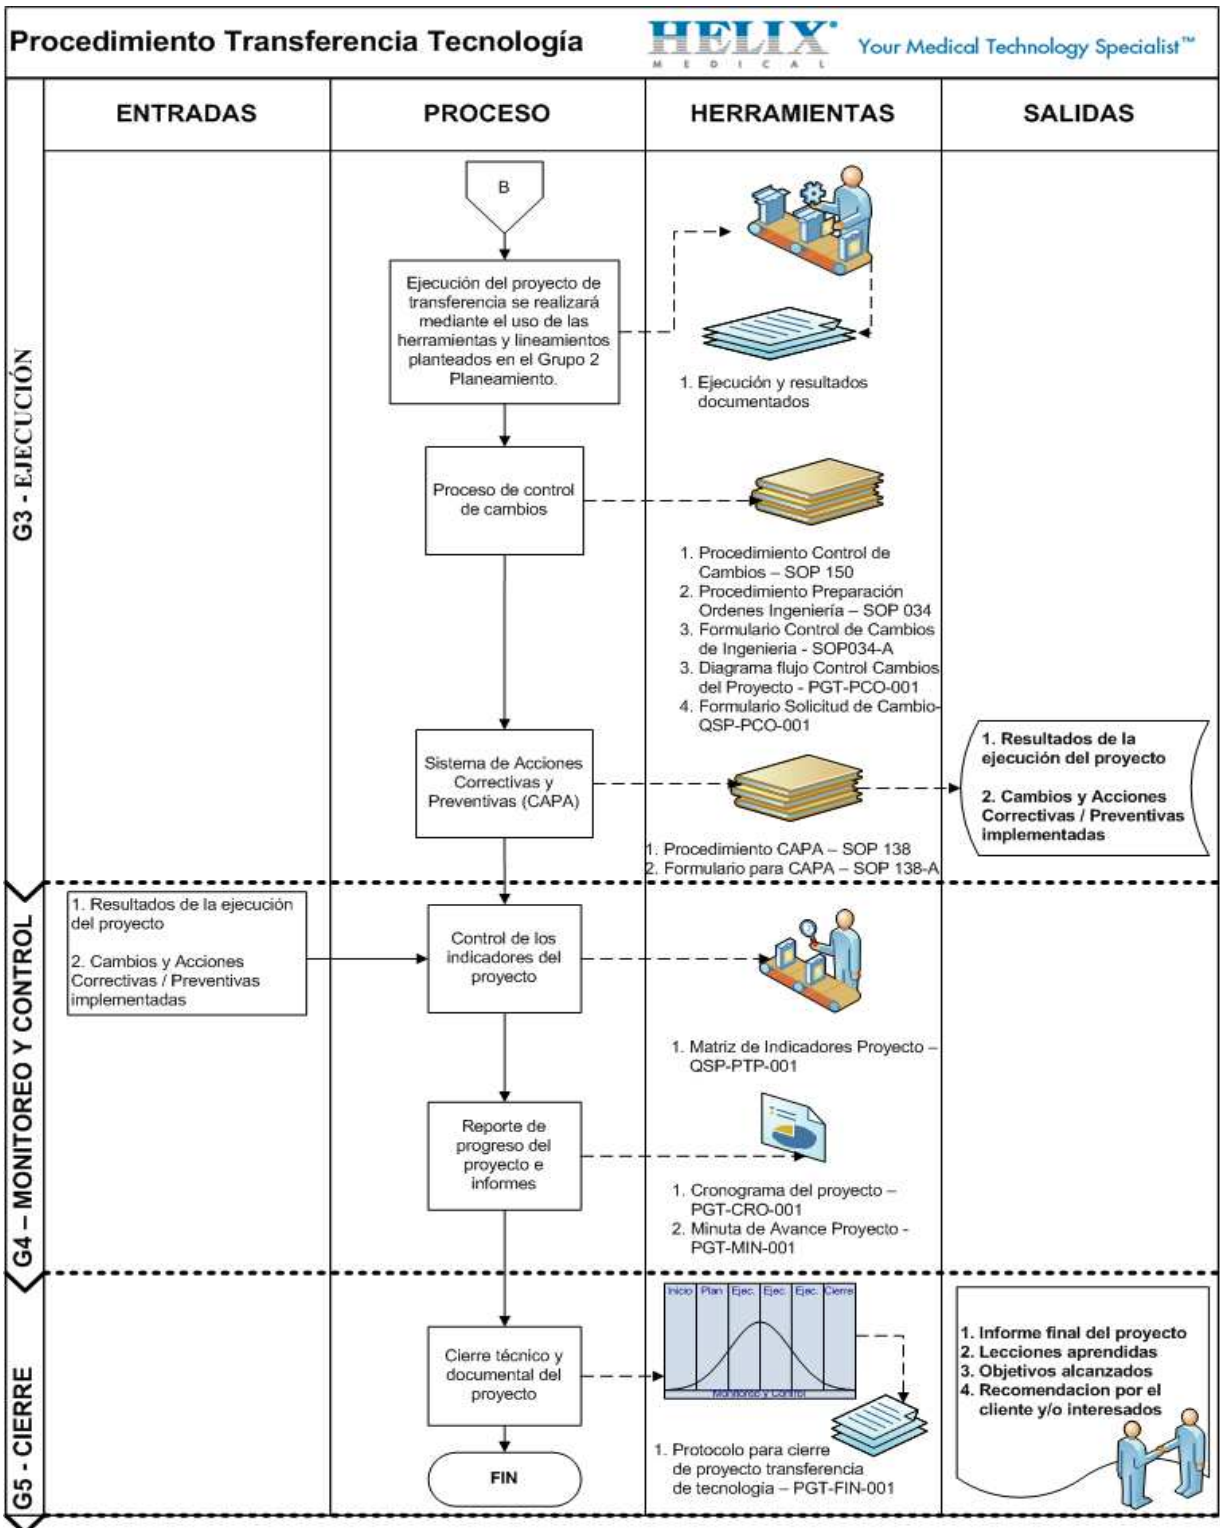 Procedimiento Transferencia Tecnología
HELIX
MEDICAL
Your Medical Technology Specialist™
ENTRADAS
PROCESO
HERRAMIENTAS
SALIDAS
G3 - EJECUCIÓN
B
Ejecución del proyecto de
transferencia se realizará
mediante el uso de las
herramientas y lineamientos
planteados en el Grupo 2
Planeamiento.
1. Ejecución y resultados
documentados
Proceso de control
de cambios
1. Procedimiento Control de
Cambios – SOP 150
2. Procedimiento Preparación
Ordenes Ingeniería – SOP 034
3. Formulario Control de Cambios
de Ingenieria - SOP034-A
3. Diagrama flujo Control Cambios
del Proyecto - PGT-PCO-001
4. Formulario Solicitud de Cambio-
QSP-PCO-001
Sistema de Acciones
Correctivas y
Preventivas (CAPA)
1. Procedimiento CAPA – SOP 138
2. Formulario para CAPA – SOP 138-A
1. Resultados de la
ejecución del proyecto
2. Cambios y Acciones
Correctivas / Preventivas
implementadas
G4 – MONITOREO Y CONTROL
1. Resultados de la ejecución
del proyecto
2. Cambios y Acciones
Correctivas / Preventivas
implementadas
Control de los
indicadores del
proyecto
1. Matriz de Indicadores Proyecto –
QSP-PTP-001
Reporte de
progreso del
proyecto e
informes
1. Cronograma del proyecto –
PGT-CRO-001
2. Minuta de Avance Proyecto -
PGT-MIN-001
G5 - CIERRE
Cierre técnico y
documental del
proyecto
FIN
Inicio Plan Ejec. Ejec. Ejec. Cierre
Monitoreo y Control
1. Protocolo para cierre
de proyecto transferencia
de tecnología – PGT-FIN-001
1. Informe final del proyecto
2. Lecciones aprendidas
3. Objetivos alcanzados
4. Recomendacion por el
cliente y/o interesados